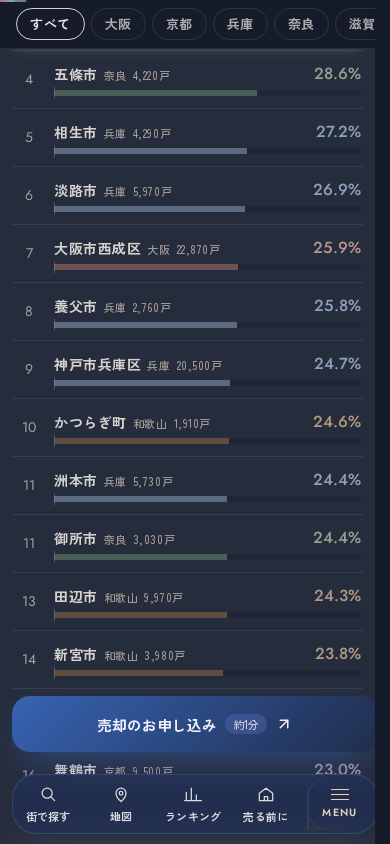 すべて 大阪 京都 兵庫 奈良 滋賀
4 五條市 奈良 4,220戸 28.6%
5 相生市 兵庫 4,290戸 27.2%
6 淡路市 兵庫 5,970戸 26.9%
7 大阪市西成区 大阪 22,870戸 25.9%
8 養父市 兵庫 2,760戸 25.8%
9 神戸市兵庫区 兵庫 20,500戸 24.7%
10 かつらぎ町 和歌山 1,910戸 24.6%
11 洲本市 兵庫 5,730戸 24.4%
11 御所市 奈良 3,030戸 24.4%
13 田辺市 和歌山 9,970戸 24.3%
14 新宮市 和歌山 3,980戸 23.8%
売却のお申し込み 約1分
舞鶴市 京都 9,500戸 23.0%
街で探す 地図 ランキング 売る前に MENU